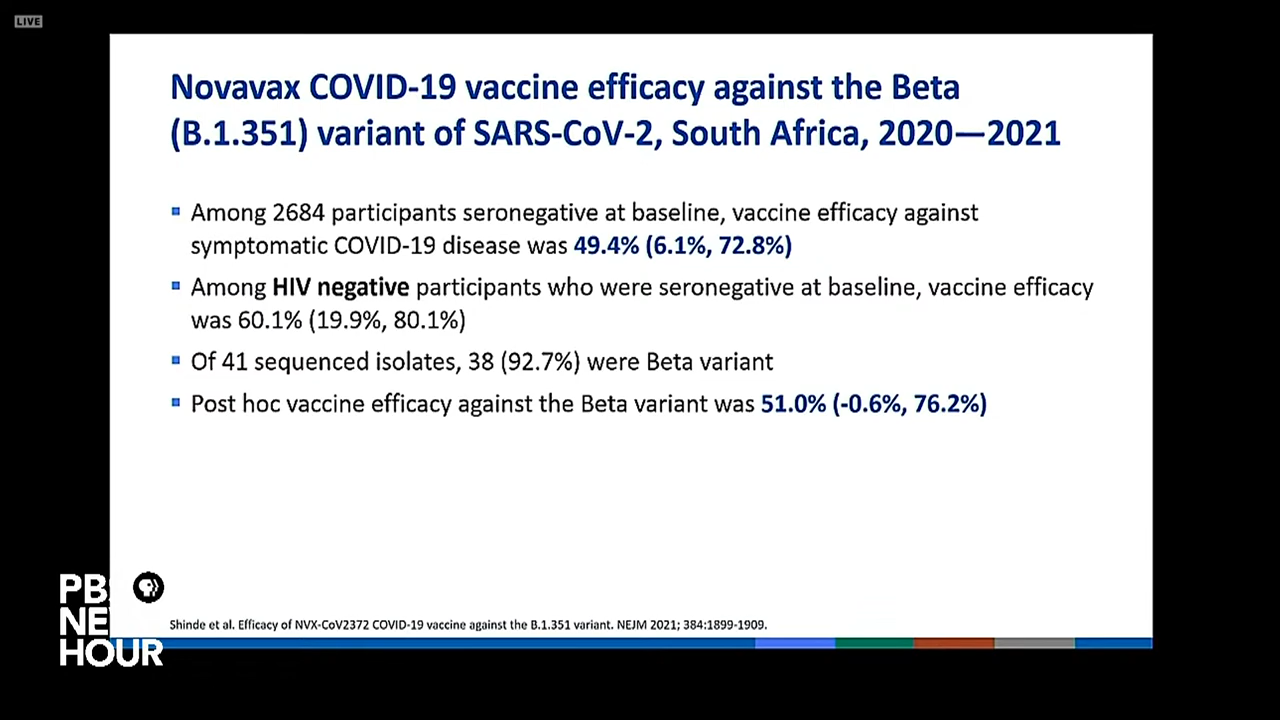 LIVE
Novavax COVID-19 vaccine efficacy against the Beta
(B.1.351) variant of SARS-CoV-2, South Africa, 2020—2021
Among 2684 participants seronegative at baseline, vaccine efficacy against
symptomatic COVID-19 disease was 49.4% (6.1%, 72.8%)
Among HIV negative participants who were seronegative at baseline, vaccine efficacy
was 60.1% (19.9%, 80.1%)
Of 41 sequenced isolates, 38 (92.7%) were Beta variant
Post hoc vaccine efficacy against the Beta variant was 51.0% (-0.6%, 76.2%)
Shinde et al. Efficacy of NVX-CoV2372 COVID-19 vaccine against the B.1.351 variant. NEJM 2021; 384:1899-1909.
PB
NE
HOUR